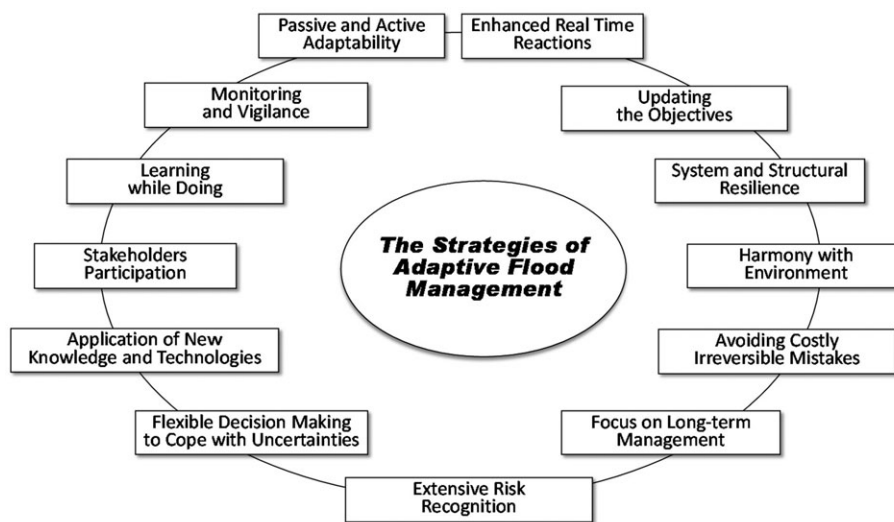 Passive and Active
Adaptability
Enhanced Real Time
Reactions
Monitoring
and Vigilance
Updating
the Objectives
Learning
while Doing
System and Structural
Resilience
The Strategies of
Adaptive Flood
Management
Stakeholders
Participation
Harmony with
Environment
Application of New
Knowledge and Technologies
Avoiding Costly
Irreversible Mistakes
Flexible Decision Making
to Cope with Uncertainties
Focus on Long-term
Management
Extensive Risk
Recognition